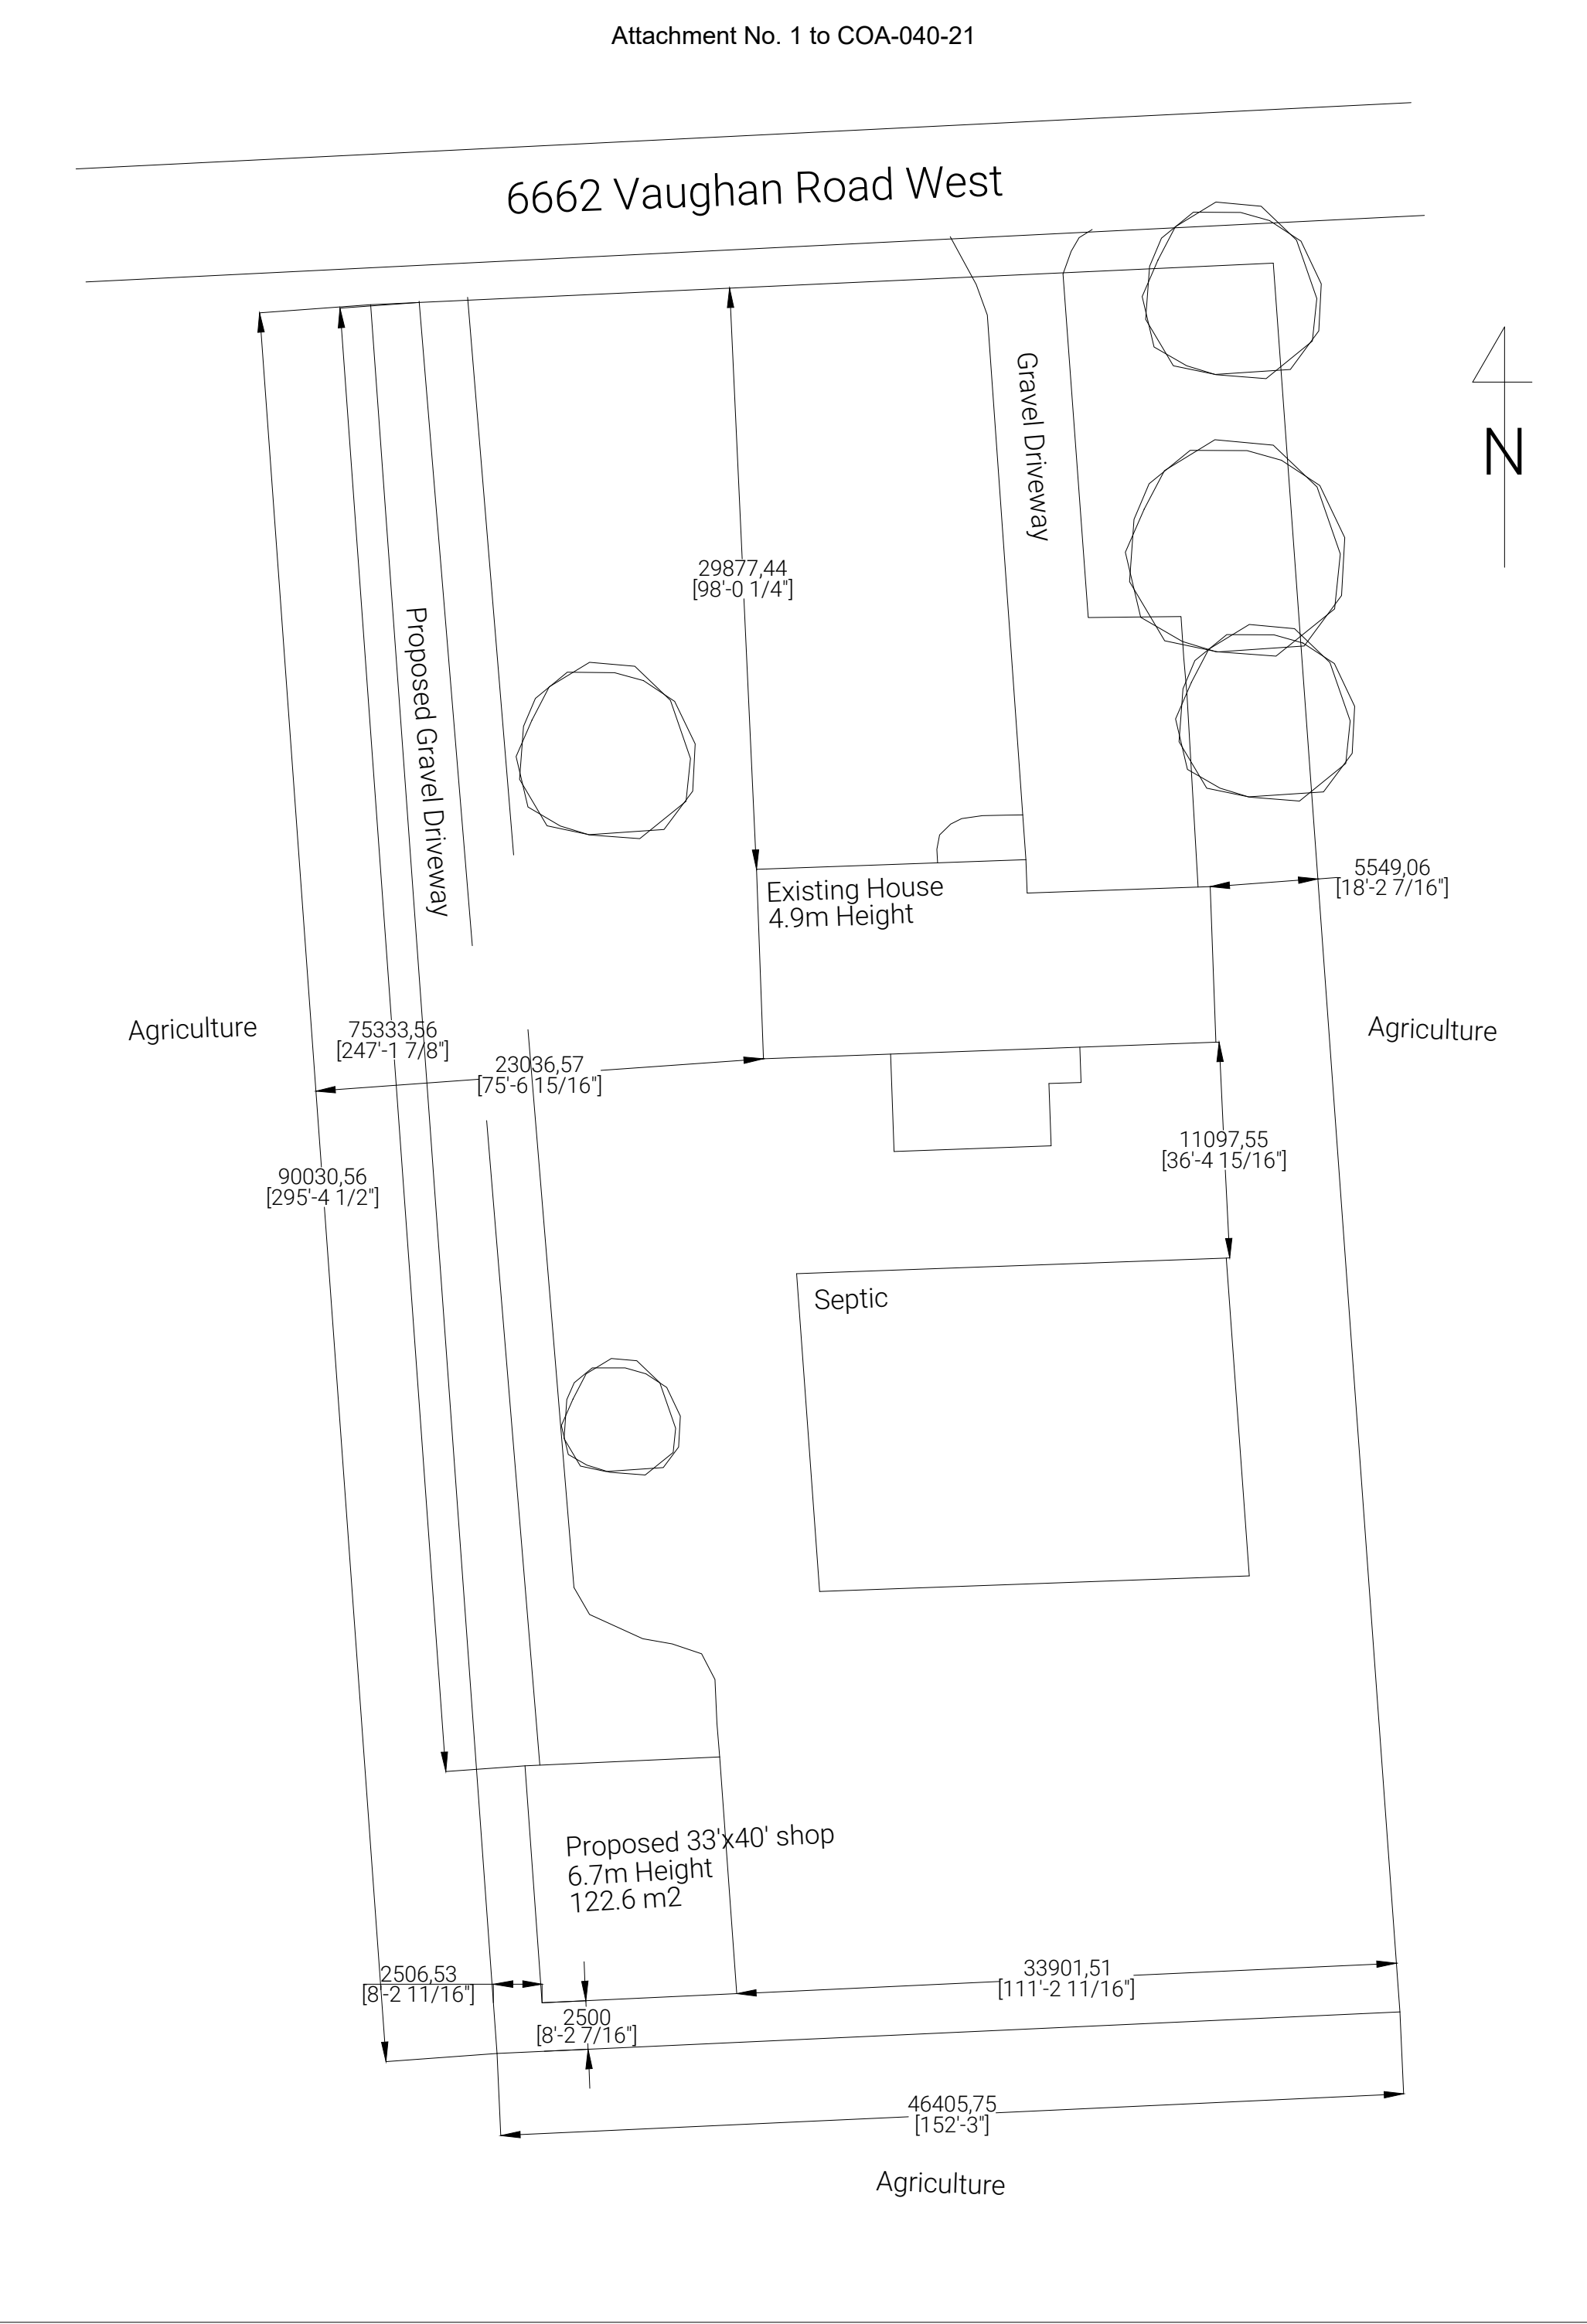 Attachment No. 1 to COA-040-21
6662 Vaughan Road West
Gravel Driveway
N
29877,44
[98'-0 1/4"]
Proposed Gravel Driveway
5549,06
[18'-2 7/16"]
Existing House
4.9m Height
Agriculture
75333,56
[247'-1 7/8"]
Agriculture
23036,57
[75'-6 15/16"]
11097,55
[36'-4 15/16"]
90030,56
[295'-4 1/2"]
Septic
Proposed 33'x40' shop
6.7m Height
122.6 m2
2506,53
[8'-2 11/16"]
33901,51
[111'-2 11/16"]
2500
[8'-2 7/16"]
46405,75
[152'-3"]
Agriculture